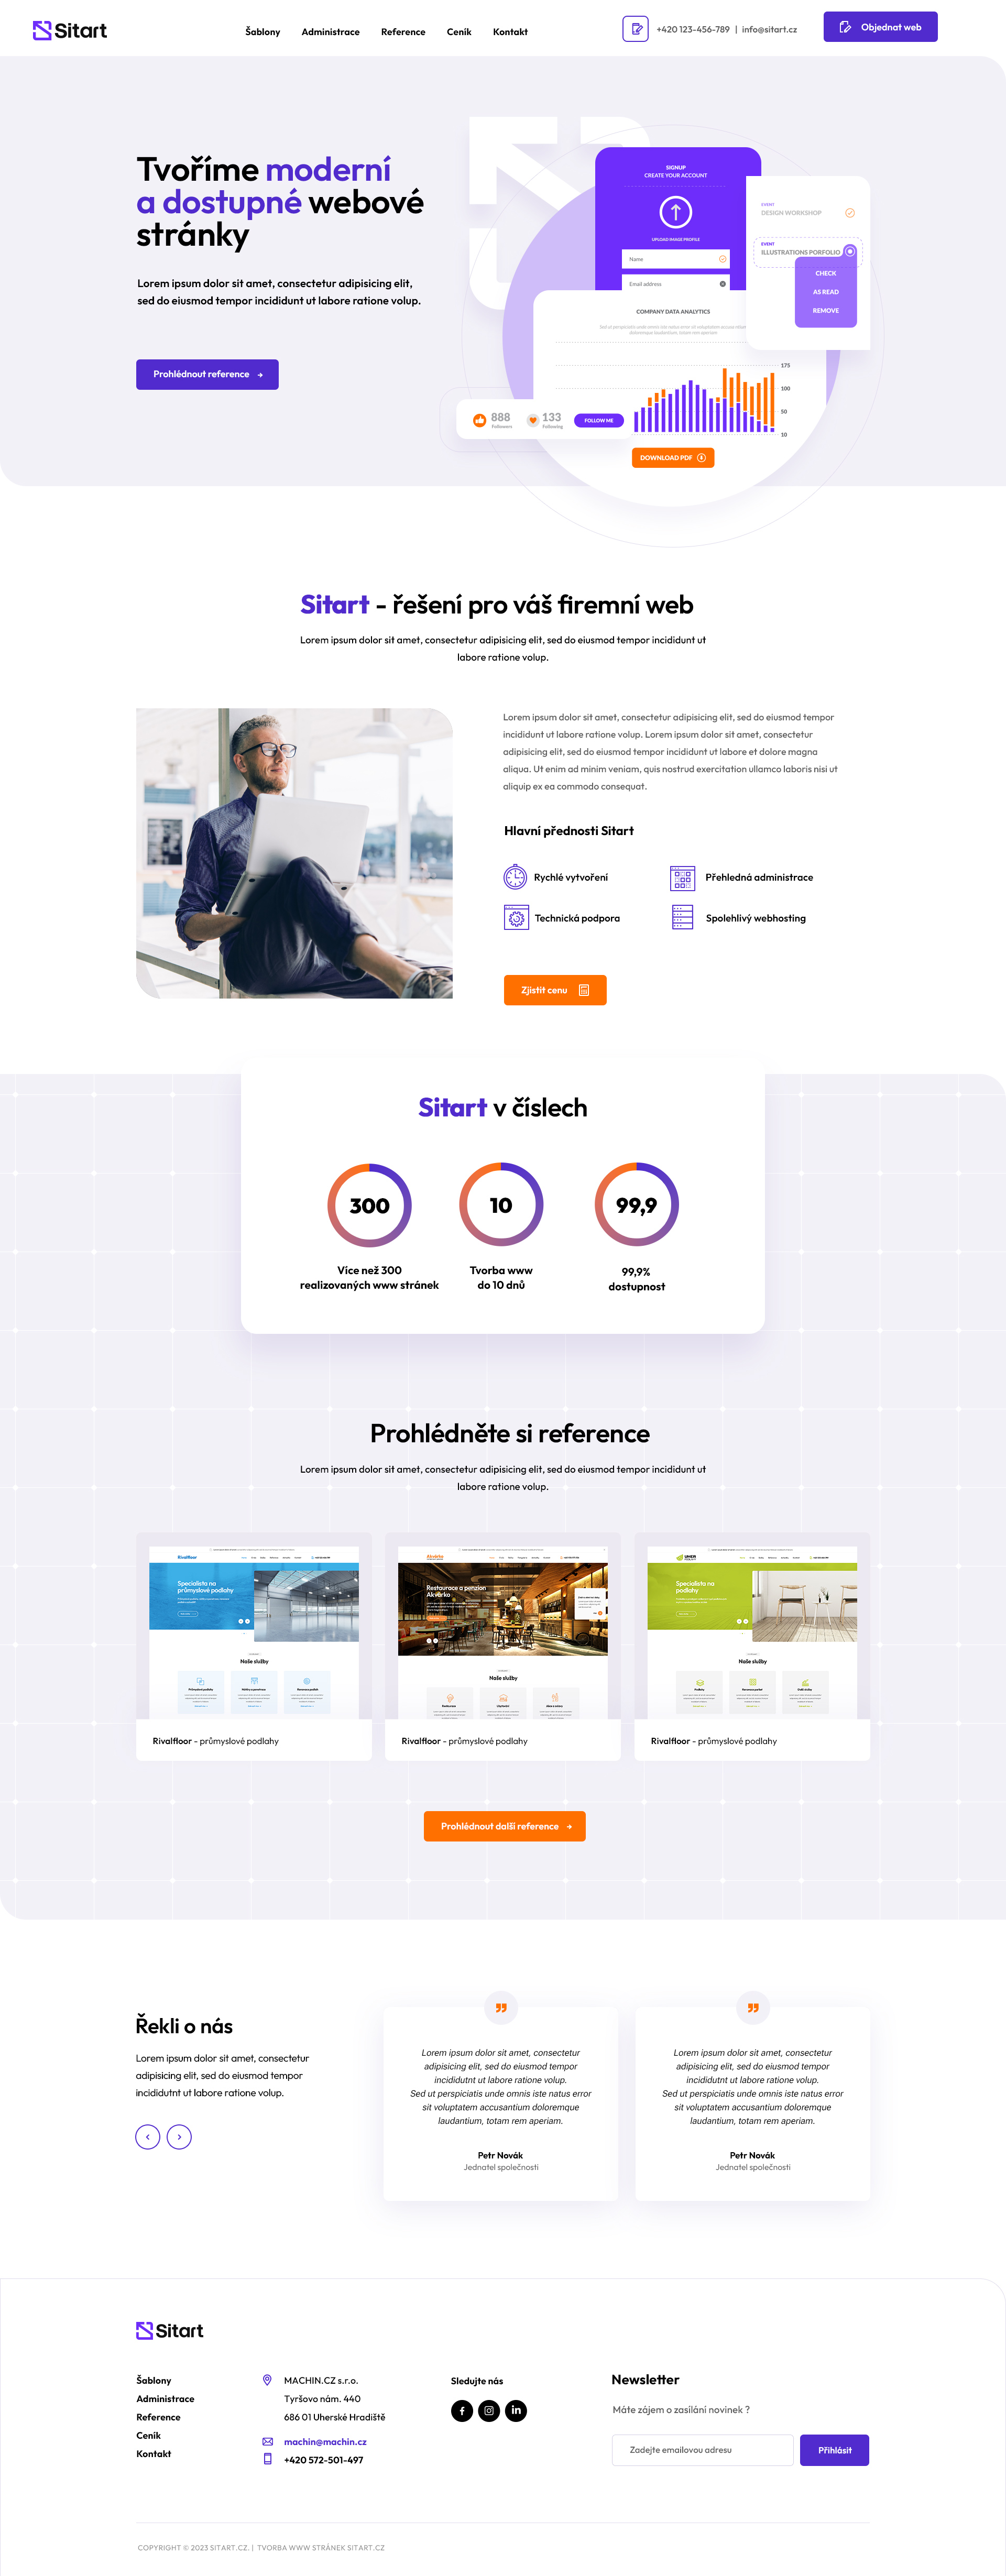 Sitart
Šablony
Administrace
Reference
Ceník
Kontakt
+420 123-456-789 | info@sitart.cz
Objednat web
Tvoříme moderní
a dostupné webové
stránky
Lorem ipsum dolor sit amet, consectetur adipisicing elit,
sed do eiusmod tempor incididunt ut labore ratione volup.
Prohlédnout reference
SIGNUP
CREATE YOUR ACCOUNT
UPLOAD IMAGE PROFILE
Name
Email address
EVENT
DESIGN WORKSHOP
EVENT
ILLUSTRATIONS PORFOLIO
CHECK
AS READ
REMOVE
COMPANY DATA ANALYTICS
175
100
50
10
888
Followers
133
Following
FOLLOW ME
DOWNLOAD PDF
Sitart - řešení pro váš firemní web
Lorem ipsum dolor sit amet, consectetur adipisicing elit, sed do eiusmod tempor incididunt ut
labore ratione volup.
Lorem ipsum dolor sit amet, consectetur adipisicing elit, sed do eiusmod tempor
incididunt ut labore ratione volup. Lorem ipsum dolor sit amet, consectetur
adipisicing elit, sed do eiusmod tempor incididunt ut labore et dolore magna
aliqua. Ut enim ad minim veniam, quis nostrud exercitation ullamco laboris nisi ut
aliquip ex ea commodo consequat.
Hlavní přednosti Sitart
Rychlé vytvoření
Přehledná administrace
Technická podpora
Spolehlivý webhosting
Zjistit cenu
Sitart v číslech
300
10
99,9
Více než 300
realizovaných www stránek
Tvorba www
do 10 dnů
99,9%
dostupnost
Prohlédněte si reference
Lorem ipsum dolor sit amet, consectetur adipisicing elit, sed do eiusmod tempor incididunt ut
labore ratione volup.
Rivalfloor
Specialista na
průmyslové podlahy
Naše služby
Restaurace a penzion
Akvárko
Naše služby
Specialista na
podlahy
Naše služby
Rivalfloor - průmyslové podlahy
Rivalfloor - průmyslové podlahy
Rivalfloor - průmyslové podlahy
Prohlédnout další reference
Řekli o nás
Lorem ipsum dolor sit amet, consectetur
adipisicing elit, sed do eiusmod tempor
incididutnt ut labore ratione volup.
Lorem ipsum dolor sit amet, consectetur
adipisicing elit, sed do eiusmod tempor
incididutnt ut labore ratione volup.
Sed ut perspiciatis unde omnis iste natus error
sit voluptatem accusantium doloremque
laudantium, totam rem aperiam.
Petr Novák
Jednatel společnosti
Lorem ipsum dolor sit amet, consectetur
adipisicing elit, sed do eiusmod tempor
incididutnt ut labore ratione volup.
Sed ut perspiciatis unde omnis iste natus error
sit voluptatem accusantium doloremque
laudantium, totam rem aperiam.
Petr Novák
Jednatel společnosti
Sitart
Šablony
Administrace
Reference
Ceník
Kontakt
MACHIN.CZ s.r.o.
Tyršovo nám. 440
686 01 Uherské Hradiště
machin@machin.cz
+420 572-501-497
Sledujte nás
Newsletter
Máte zájem o zasílání novinek ?
Zadejte emailovou adresu
Přihlásit
COPYRIGHT © 2023 SITART.CZ. | TVORBA WWW STRÁNEK SITART.CZ